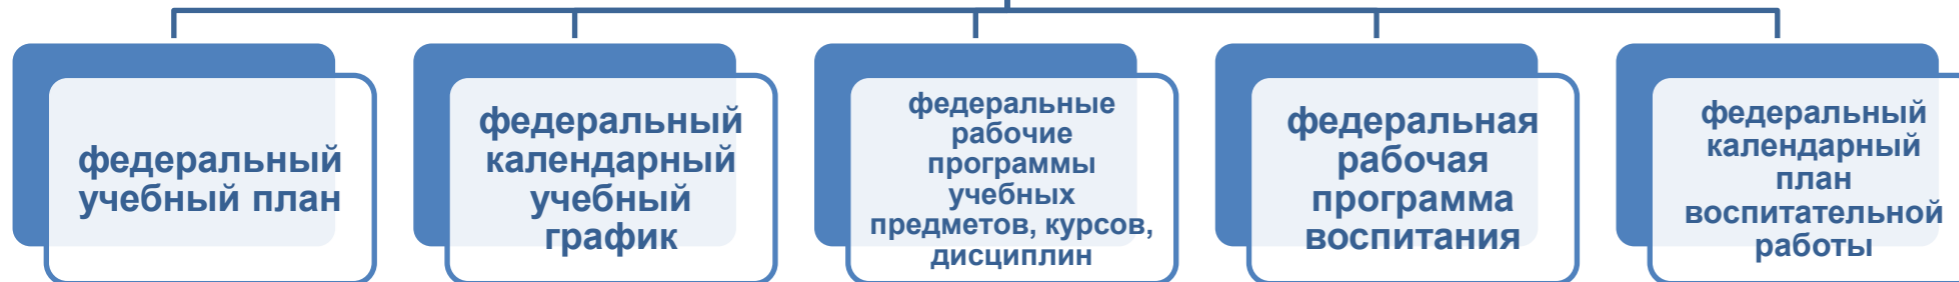 федеральный
учебный план
федеральный
календарный
учебный
график
федеральные
рабочие
программы
учебных
предметов, курсов,
дисциплин
федеральная
рабочая
программа
воспитания
федеральный
календарный
план
воспитательной
работы